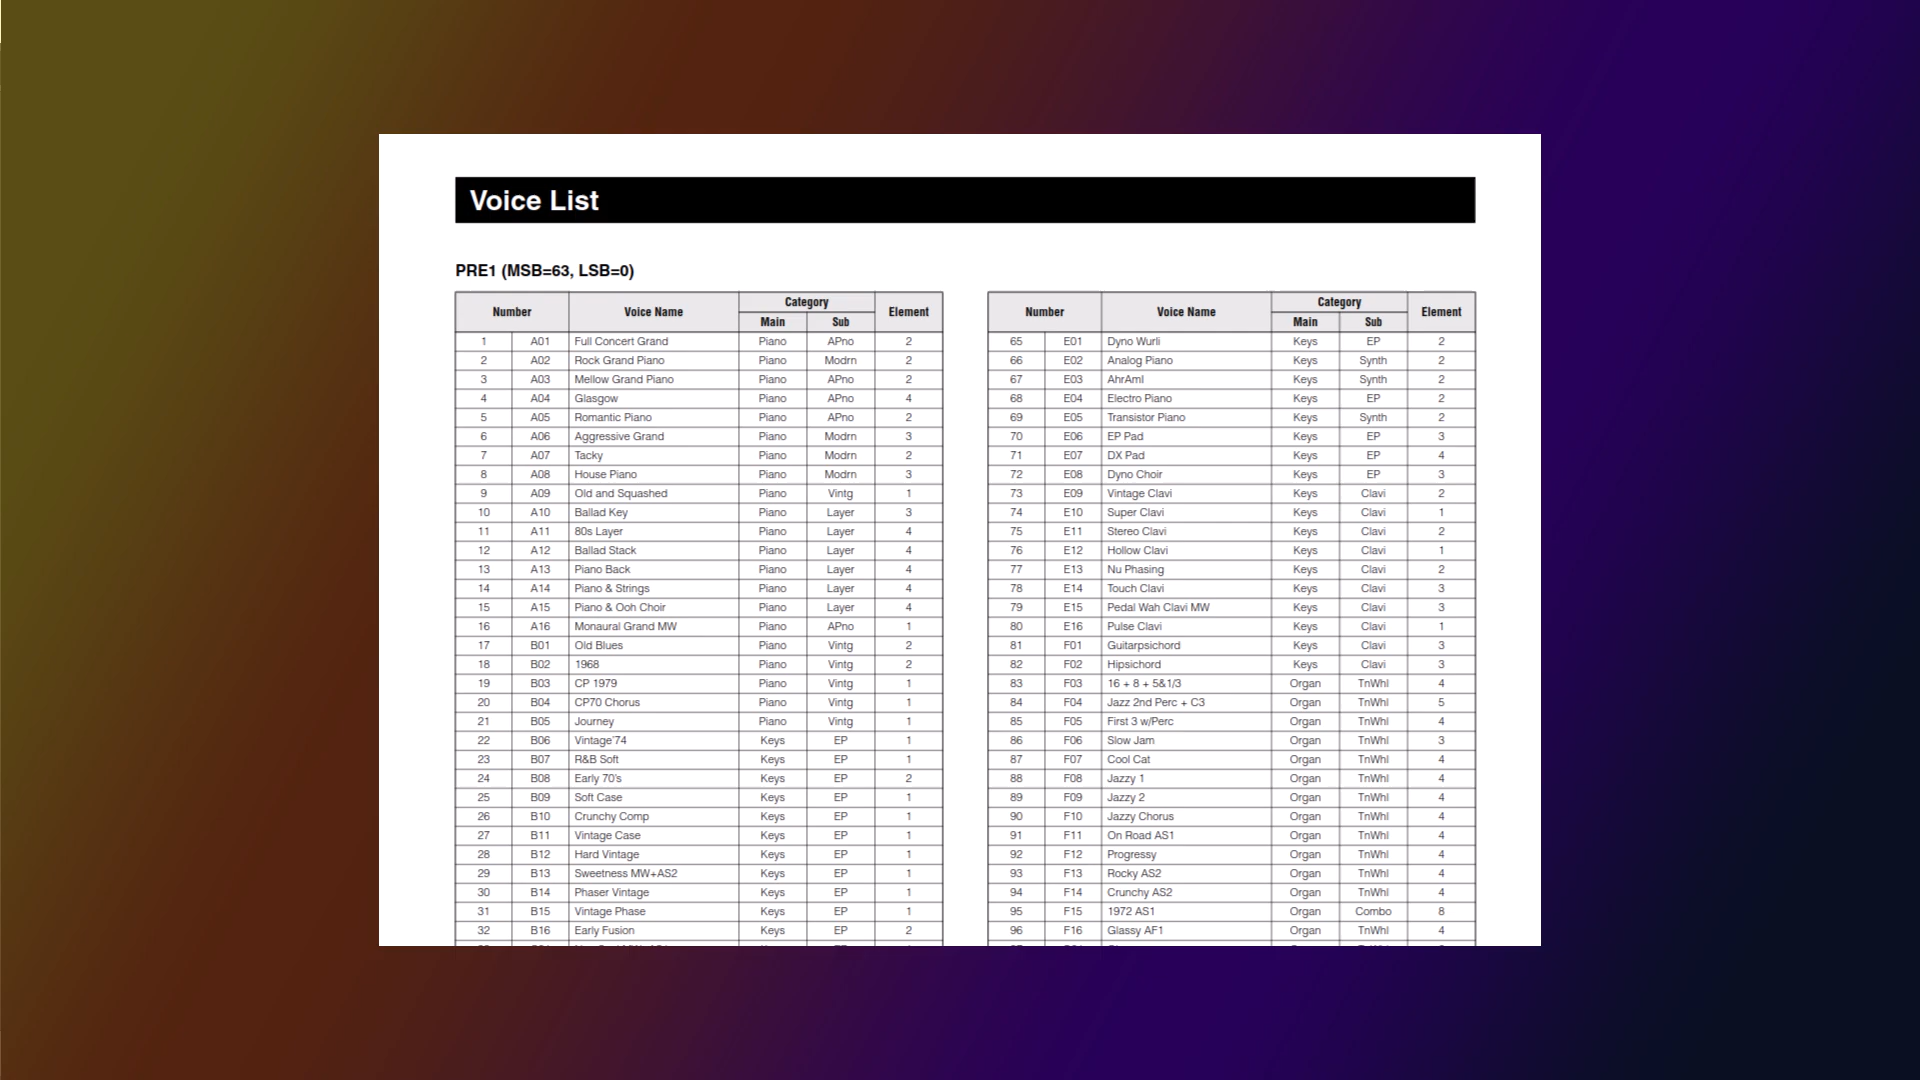 Voice List
PRE1 (MSB=63, LSB=0)
Number Voice Name Category Element
Main Sub
1 A01 Full Concert Grand Piano APno 2
2 A02 Rock Grand Piano Piano Modrn 2
3 A03 Mellow Grand Piano Piano APno 2
4 A04 Glasgow Piano APno 4
5 A05 Romantic Piano Piano APno 2
6 A06 Aggressive Grand Piano Modrn 3
7 A07 Tacky Piano Modrn 2
8 A08 House Piano Piano Modrn 3
9 A09 Old and Squashed Piano Vintg 1
10 A10 Ballad Key Piano Layer 3
11 A11 80s Layer Piano Layer 4
12 A12 Ballad Stack Piano Layer 4
13 A13 Piano Back Piano Layer 4
14 A14 Piano & Strings Piano Layer 4
15 A15 Piano & Ooh Choir Piano Layer 4
16 A16 Monaural Grand MW Piano APno 1
17 B01 Old Blues Piano Vintg 2
18 B02 1968 Piano Vintg 2
19 B03 CP 1979 Piano Vintg 1
20 B04 CP70 Chorus Piano Vintg 1
21 B05 Journey Piano Vintg 1
22 B06 Vintage'74 Keys EP 1
23 B07 R&B Soft Keys EP 1
24 B08 Early 70's Keys EP 2
25 B09 Soft Case Keys EP 1
26 B10 Crunchy Comp Keys EP 1
27 B11 Vintage Case Keys EP 1
28 B12 Hard Vintage Keys EP 1
29 B13 Sweetness MW+AS2 Keys EP 1
30 B14 Phaser Vintage Keys EP 1
31 B15 Vintage Phase Keys EP 1
32 B16 Early Fusion Keys EP 2
Number Voice Name Category Element
Main Sub
65 E01 Dyno Wurli Keys EP 2
66 E02 Analog Piano Keys Synth 2
67 E03 AhrAml Keys Synth 2
68 E04 Electro Piano Keys EP 2
69 E05 Transistor Piano Keys Synth 2
70 E06 EP Pad Keys EP 3
71 E07 DX Pad Keys EP 4
72 E08 Dyno Choir Keys EP 3
73 E09 Vintage Clavi Keys Clavi 2
74 E10 Super Clavi Keys Clavi 1
75 E11 Stereo Clavi Keys Clavi 2
76 E12 Hollow Clavi Keys Clavi 1
77 E13 Nu Phasing Keys Clavi 2
78 E14 Touch Clavi Keys Clavi 3
79 E15 Pedal Wah Clavi MW Keys Clavi 3
80 E16 Pulse Clavi Keys Clavi 1
81 F01 Guitarpsichord Keys Clavi 3
82 F02 Hipsichord Keys Clavi 3
83 F03 16 + 8 + 5&1/3 Organ TnWhl 4
84 F04 Jazz 2nd Perc + C3 Organ TnWhl 5
85 F05 First 3 w/Perc Organ TnWhl 4
86 F06 Slow Jam Organ TnWhl 3
87 F07 Cool Cat Organ TnWhl 4
88 F08 Jazzy 1 Organ TnWhl 4
89 F09 Jazzy 2 Organ TnWhl 4
90 F10 Jazzy Chorus Organ TnWhl 4
91 F11 On Road AS1 Organ TnWhl 4
92 F12 Progressy Organ TnWhl 4
93 F13 Rocky AS2 Organ TnWhl 4
94 F14 Crunchy AS2 Organ TnWhl 4
95 F15 1972 AS1 Organ Combo 8
96 F16 Glassy AF1 Organ TnWhl 4